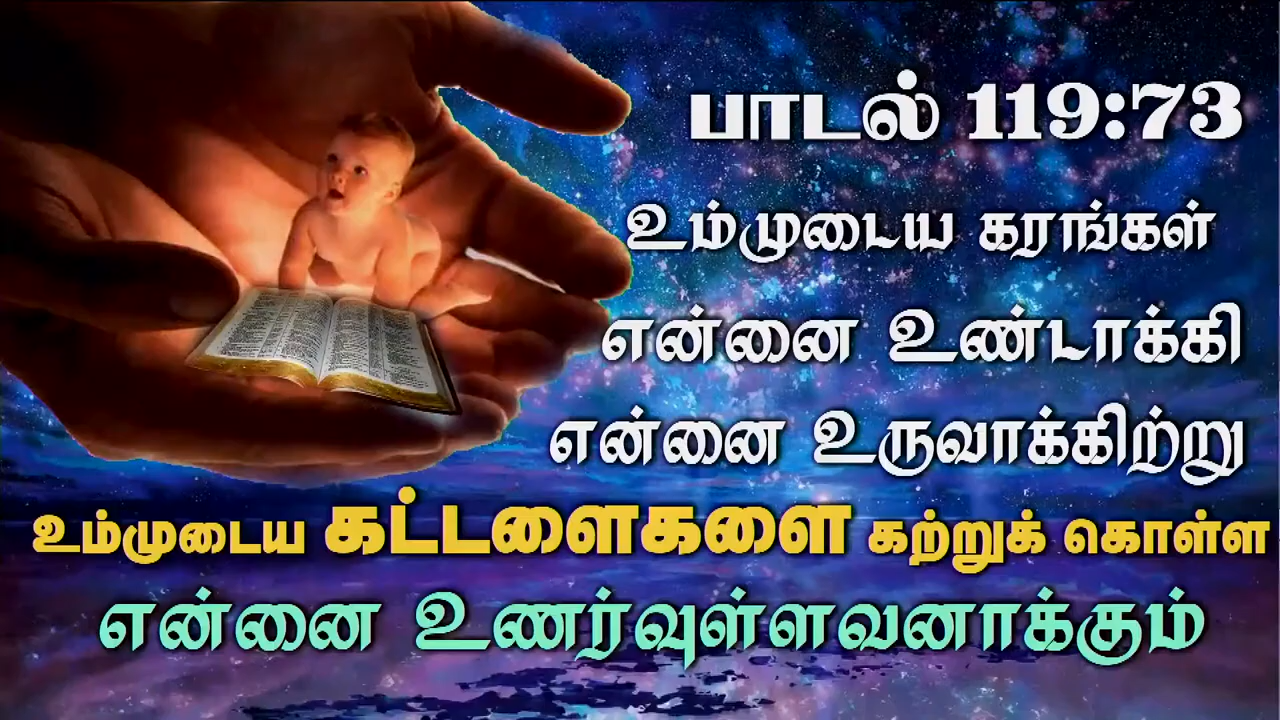 பாடல் 119:73
உம்முடைய கரங்கள்
என்னை உண்டாக்கி
என்னை உருவாக்கிற்று
உம்முடைய கட்டளைகளை கற்றுக் கொள்ள
என்னை உணர்வுள்ளவனாக்கும்